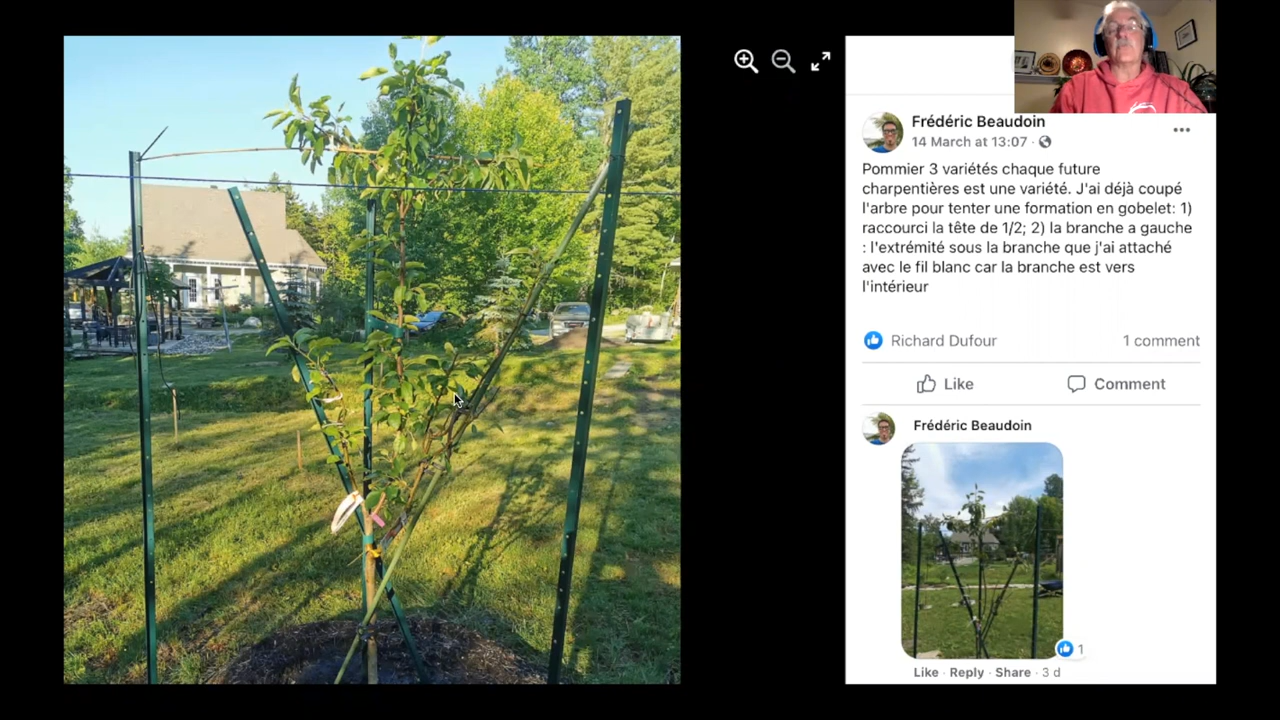 Frédéric Beaudoin
14 March at 13:07 ·
Pommier 3 variétés chaque future
charpentières est une variété. J'ai déjà coupé
l'arbre pour tenter une formation en gobelet: 1)
raccourci la tête de 1/2; 2) la branche a gauche
: l'extrémité sous la branche que j'ai attaché
avec le fil blanc car la branche est vers
l'intérieur
Richard Dufour 1 comment
Like Comment
Frédéric Beaudoin
1
Like · Reply · Share · 3 d